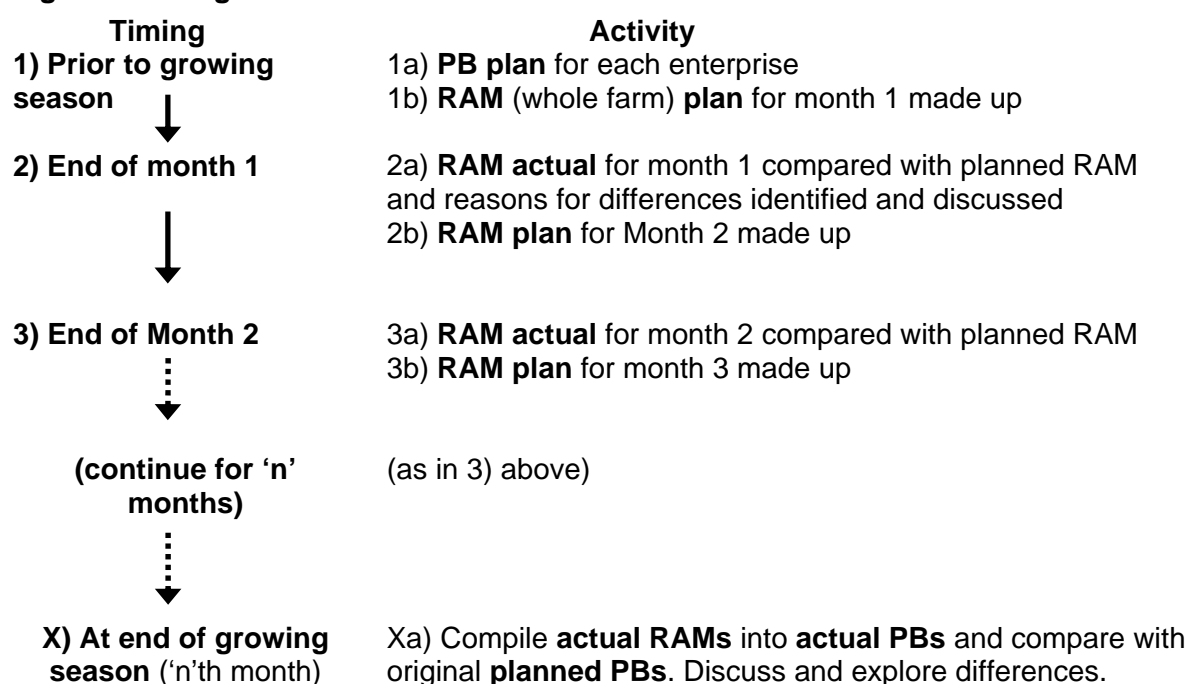 Timing Activity
1) Prior to growing 1a) PB plan for each enterprise
season 1b) RAM (whole farm) plan for month 1 made up
2) End of month 1 2a) RAM actual for month 1 compared with planned RAM
and reasons for differences identified and discussed
2b) RAM plan for Month 2 made up
3) End of Month 2 3a) RAM actual for month 2 compared with planned RAM
3b) RAM plan for month 3 made up
(continue for ‘n’ (as in 3) above)
months)
X) At end of growing Xa) Compile actual RAMs into actual PBs and compare with
season (‘n’th month) original planned PBs. Discuss and explore differences.